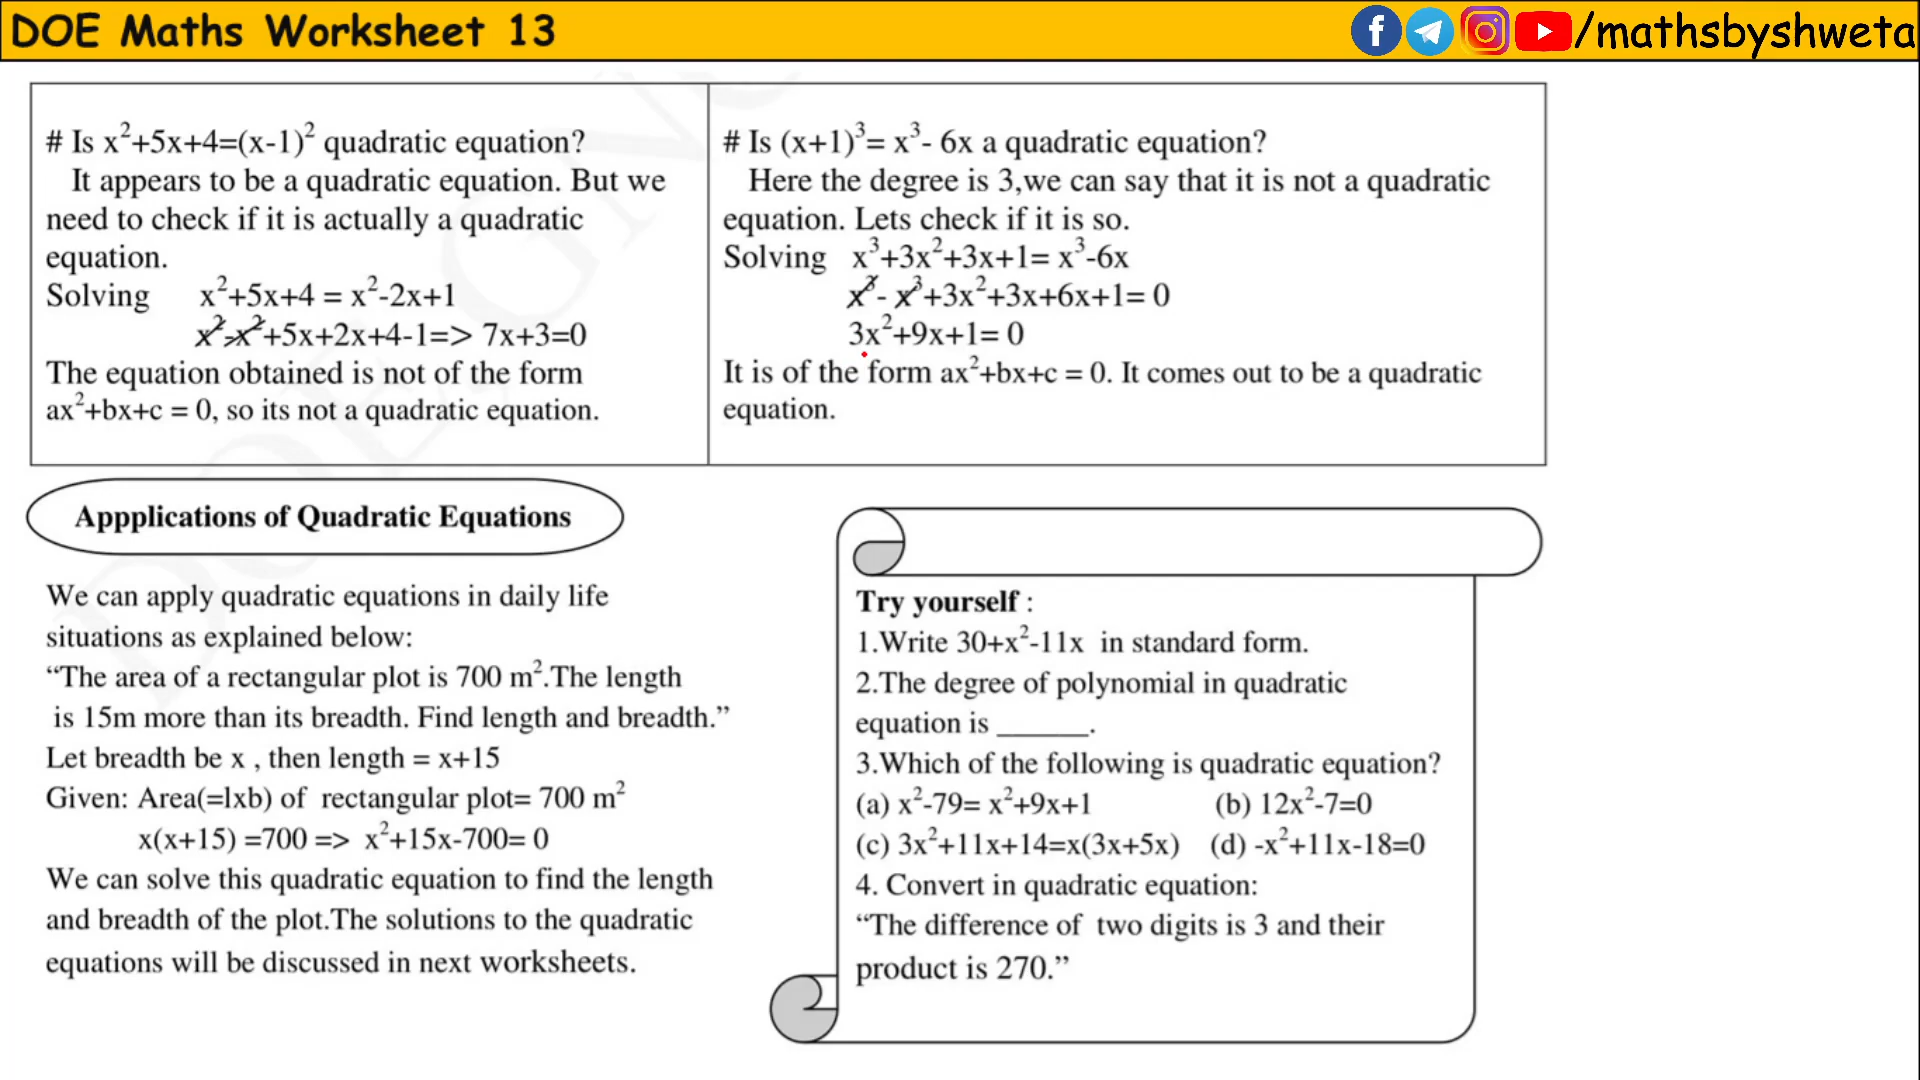 DOE Maths Worksheet 13
/mathsbyshweta
# Is x²+5x+4=(x-1)² quadratic equation?
It appears to be a quadratic equation. But we
need to check if it is actually a quadratic
equation.
Solving x²+5x+4 = x²-2x+1
x²-x²+5x+2x+4-1=> 7x+3=0
The equation obtained is not of the form
ax²+bx+c = 0, so its not a quadratic equation.
# Is (x+1)³= x³- 6x a quadratic equation?
Here the degree is 3,we can say that it is not a quadratic
equation. Lets check if it is so.
Solving x³+3x²+3x+1= x³-6x
x³- x³+3x²+3x+6x+1= 0
3x²+9x+1= 0
It is of the form ax²+bx+c = 0. It comes out to be a quadratic
equation.
Appplications of Quadratic Equations
We can apply quadratic equations in daily life
situations as explained below:
“The area of a rectangular plot is 700 m².The length
is 15m more than its breadth. Find length and breadth.”
Let breadth be x , then length = x+15
Given: Area(=lxb) of rectangular plot= 700 m²
x(x+15) =700 => x²+15x-700= 0
We can solve this quadratic equation to find the length
and breadth of the plot.The solutions to the quadratic
equations will be discussed in next worksheets.
Try yourself :
1.Write 30+x²-11x in standard form.
2.The degree of polynomial in quadratic
equation is ______.
3.Which of the following is quadratic equation?
(a) x²-79= x²+9x+1 (b) 12x²-7=0
(c) 3x²+11x+14=x(3x+5x) (d) -x²+11x-18=0
4. Convert in quadratic equation:
“The difference of two digits is 3 and their
product is 270.”